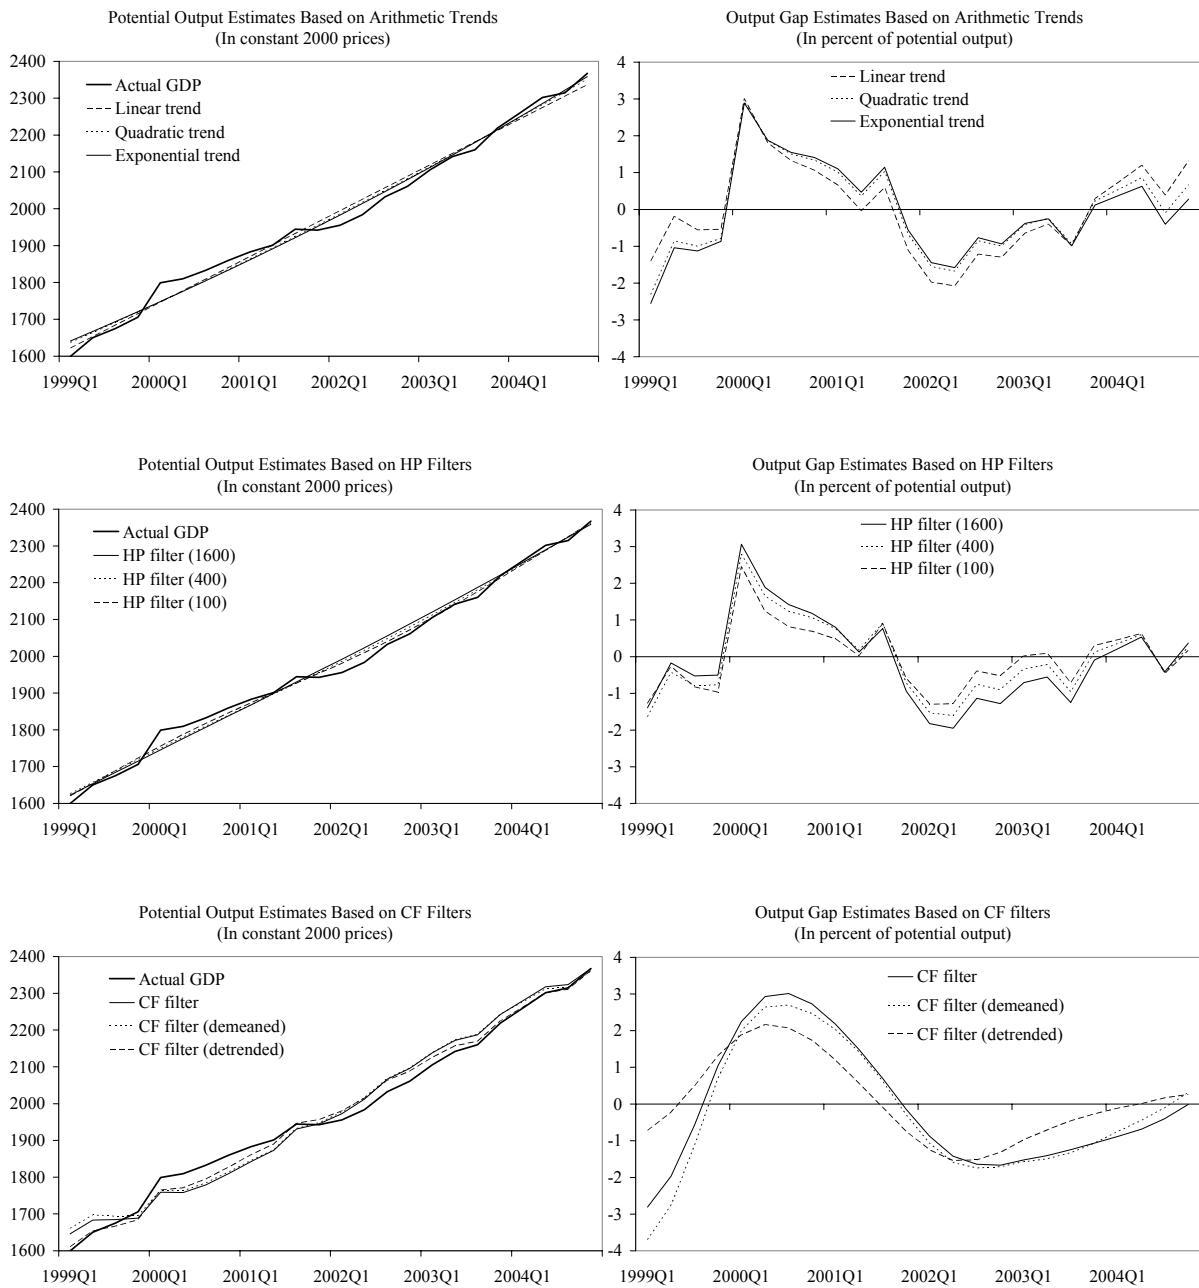 Potential Output Estimates Based on Arithmetic Trends
(In constant 2000 prices)
2400
2300
2200
2100
2000
1900
1800
1700
1600
Actual GDP
Linear trend
Quadratic trend
Exponential trend
1999Q1 2000Q1 2001Q1 2002Q1 2003Q1 2004Q1
Output Gap Estimates Based on Arithmetic Trends
(In percent of potential output)
4
3
2
1
0
-1
-2
-3
-4
Linear trend
Quadratic trend
Exponential trend
1999Q1 2000Q1 2001Q1 2002Q1 2003Q1 2004Q1
Potential Output Estimates Based on HP Filters
(In constant 2000 prices)
2400
2300
2200
2100
2000
1900
1800
1700
1600
Actual GDP
HP filter (1600)
HP filter (400)
HP filter (100)
1999Q1 2000Q1 2001Q1 2002Q1 2003Q1 2004Q1
Output Gap Estimates Based on HP Filters
(In percent of potential output)
4
3
2
1
0
-1
-2
-3
-4
HP filter (1600)
HP filter (400)
HP filter (100)
1999Q1 2000Q1 2001Q1 2002Q1 2003Q1 2004Q1
Potential Output Estimates Based on CF Filters
(In constant 2000 prices)
2400
2300
2200
2100
2000
1900
1800
1700
1600
Actual GDP
CF filter
CF filter (demeaned)
CF filter (detrended)
1999Q1 2000Q1 2001Q1 2002Q1 2003Q1 2004Q1
Output Gap Estimates Based on CF filters
(In percent of potential output)
4
3
2
1
0
-1
-2
-3
-4
CF filter
CF filter (demeaned)
CF filter (detrended)
1999Q1 2000Q1 2001Q1 2002Q1 2003Q1 2004Q1